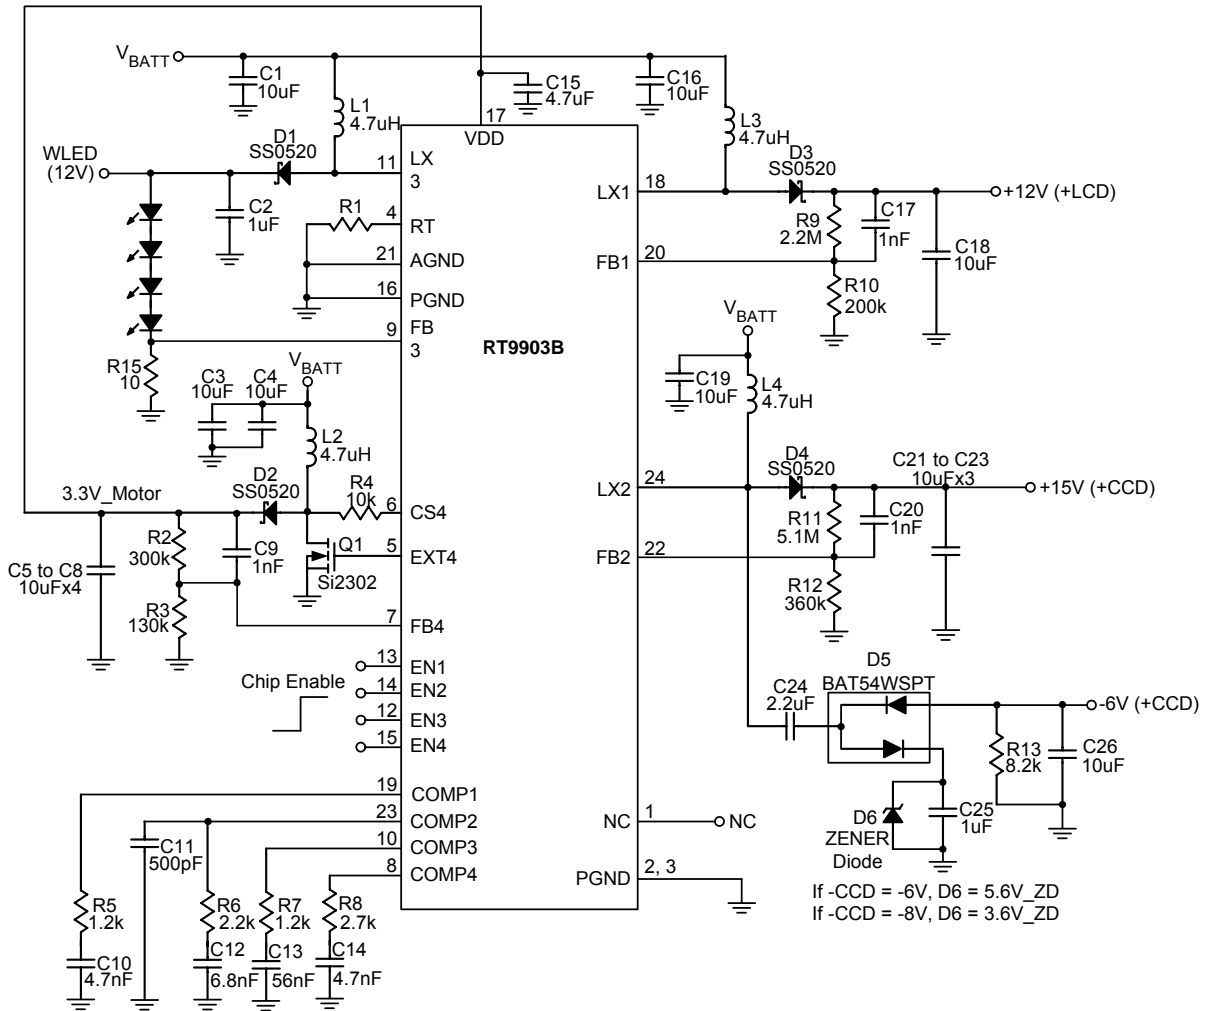 VBATT
C1
10uF
L1
4.7uH
C15
4.7uF
17
VDD
C16
10uF
L3
4.7uH
WLED
(12V)
D1
SS0520
11
LX
3
C2
1uF
R1
4
RT
21
AGND
16
PGND
9
FB
3
R15
10
LX1
18
D3
SS0520
+12V (+LCD)
R9
2.2M
C17
1nF
C18
10uF
FB1
20
R10
200k
RT9903B
VBATT
C3
10uF
C4
10uF
L2
4.7uH
VBATT
C19
10uF
L4
4.7uH
3.3V_Motor
D2
SS0520
R4
10k
6
CS4
R2
300k
C9
1nF
Q1
Si2302
5
EXT4
C5 to C8
10uFx4
R3
130k
7
FB4
LX2
24
D4
SS0520
C21 to C23
10uFx3
+15V (+CCD)
R11
5.1M
C20
1nF
FB2
22
R12
360k
Chip Enable
13
EN1
14
EN2
12
EN3
15
EN4
C24
2.2uF
D5
BAT54WSPT
-6V (+CCD)
R13
8.2k
C26
10uF
D6
ZENER
Diode
C25
1uF
19
COMP1
23
COMP2
10
COMP3
8
COMP4
NC
1
NC
PGND
2, 3
If -CCD = -6V, D6 = 5.6V_ZD
If -CCD = -8V, D6 = 3.6V_ZD
C11
500pF
R5
1.2k
R6
2.2k
R7
1.2k
R8
2.7k
C10
4.7nF
C12
6.8nF
C13
56nF
C14
4.7nF